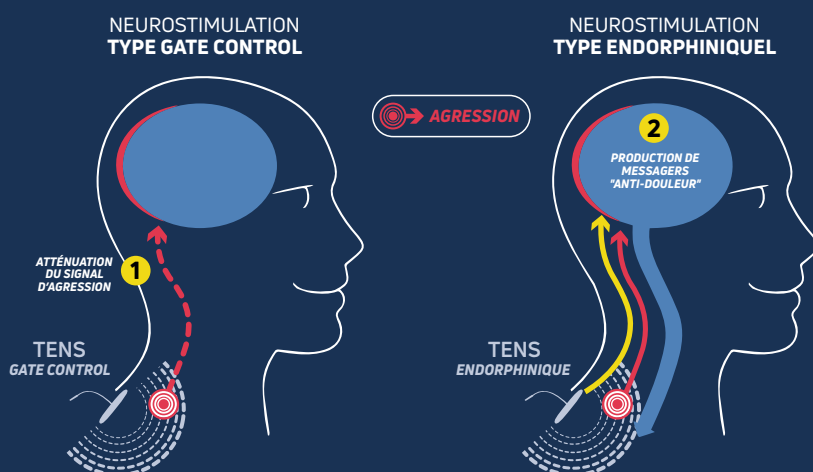 NEUROSTIMULATION
TYPE GATE CONTROL
NEUROSTIMULATION
TYPE ENDORPHINIQUEL
AGRESSION
2
PRODUCTION DE
MESSAGERS
"ANTI-DOULEUR"
ATTÉNUATION
DU SIGNAL
D'AGRESSION
1
TENS
GATE CONTROL
TENS
ENDORPHINIQUE